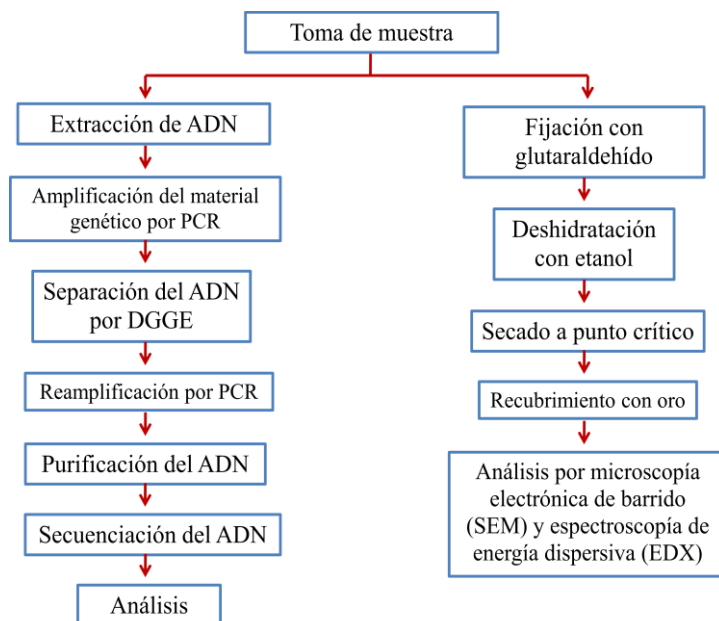 Toma de muestra
Extracción de ADN
Amplificación del material
genético por PCR
Separación del ADN
por DGGE
Reamplificación por PCR
Purificación del ADN
Secuenciación del ADN
Análisis
Fijación con
glutaraldehído
Deshidratación
con etanol
Secado a punto crítico
Recubrimiento con oro
Análisis por microscopía
electrónica de barrido
(SEM) y espectroscopía de
energía dispersiva (EDX)